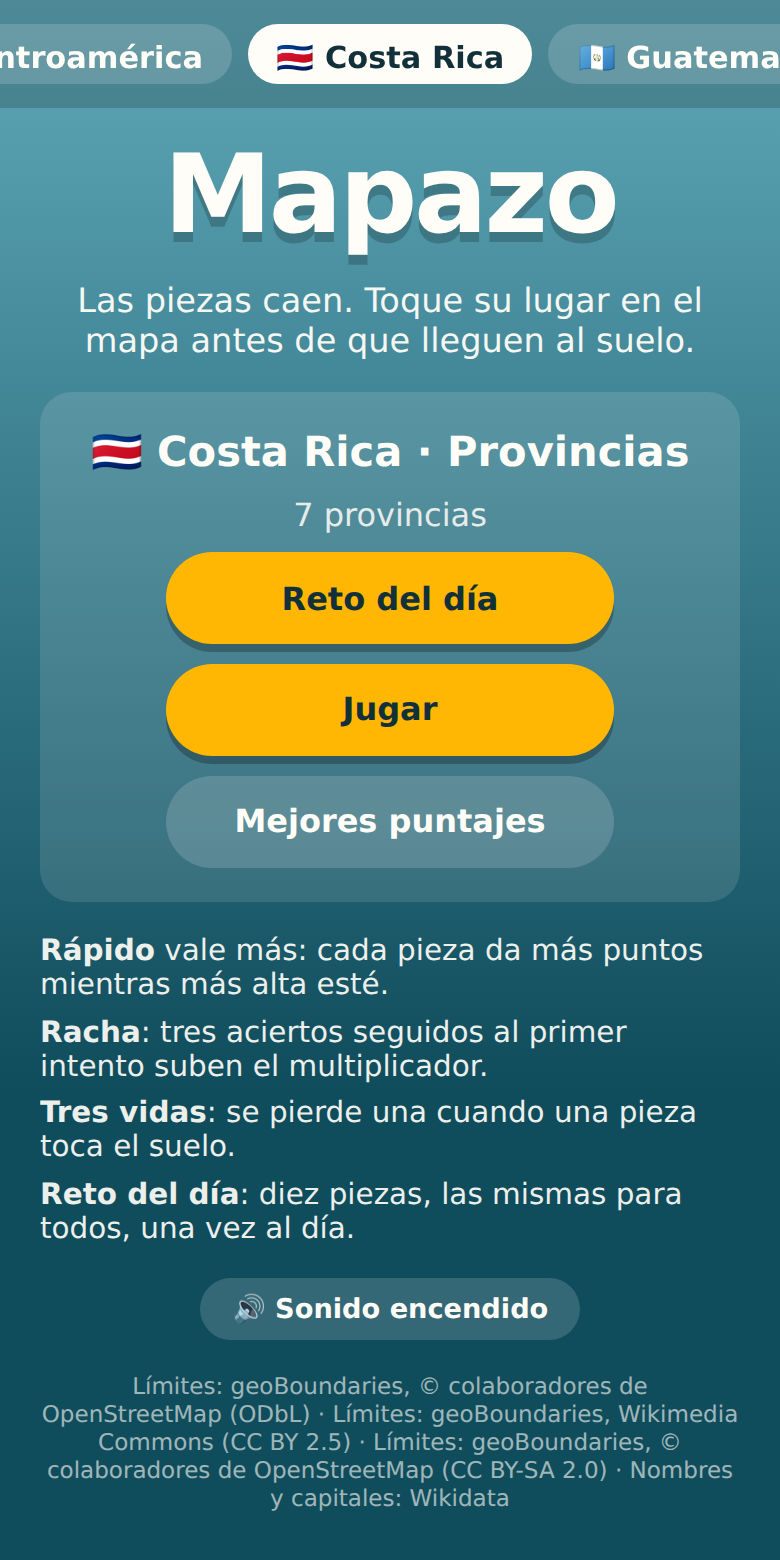 ntroamérica
Costa Rica
Guatema
Mapazo
Las piezas caen. Toque su lugar en el
mapa antes de que lleguen al suelo.
Costa Rica · Provincias
7 provincias
Reto del día
Jugar
Mejores puntajes
Rápido vale más: cada pieza da más puntos
mientras más alta esté.
Racha: tres aciertos seguidos al primer
intento suben el multiplicador.
Tres vidas: se pierde una cuando una pieza
toca el suelo.
Reto del día: diez piezas, las mismas para
todos, una vez al día.
Sonido encendido
Límites: geoBoundaries, © colaboradores de
OpenStreetMap (ODbL) · Límites: geoBoundaries, Wikimedia
Commons (CC BY 2.5) · Límites: geoBoundaries, ©
colaboradores de OpenStreetMap (CC BY-SA 2.0) · Nombres
y capitales: Wikidata